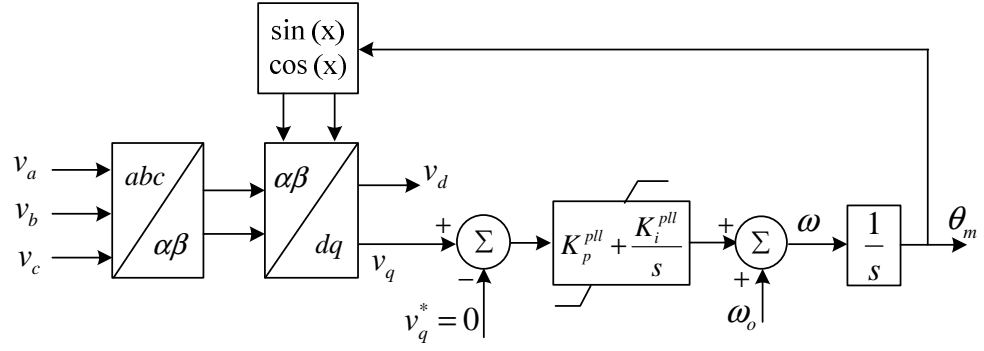 sin (x)
cos (x)
v_a
v_b
v_c
abc
αβ
αβ
dq
v_d
v_q
+
Σ
−
v_q^* = 0
K_p^{pll} + K_i^{pll}/s
+
Σ
+
ω_o
ω
1/s
θ_m